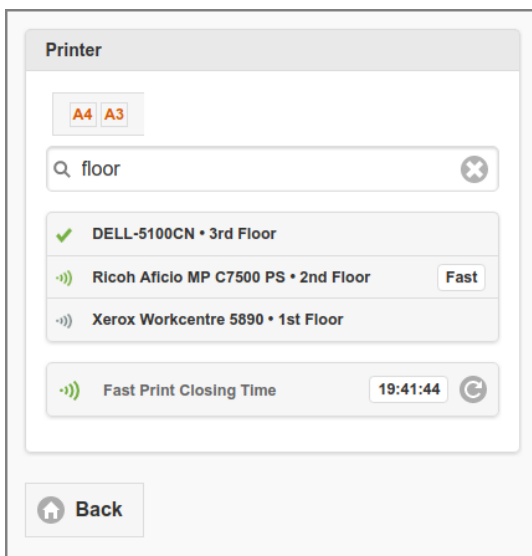 Printer
A4 A3
floor
DELL-5100CN • 3rd Floor
Ricoh Aficio MP C7500 PS • 2nd Floor Fast
Xerox Workcentre 5890 • 1st Floor
Fast Print Closing Time 19:41:44
Back